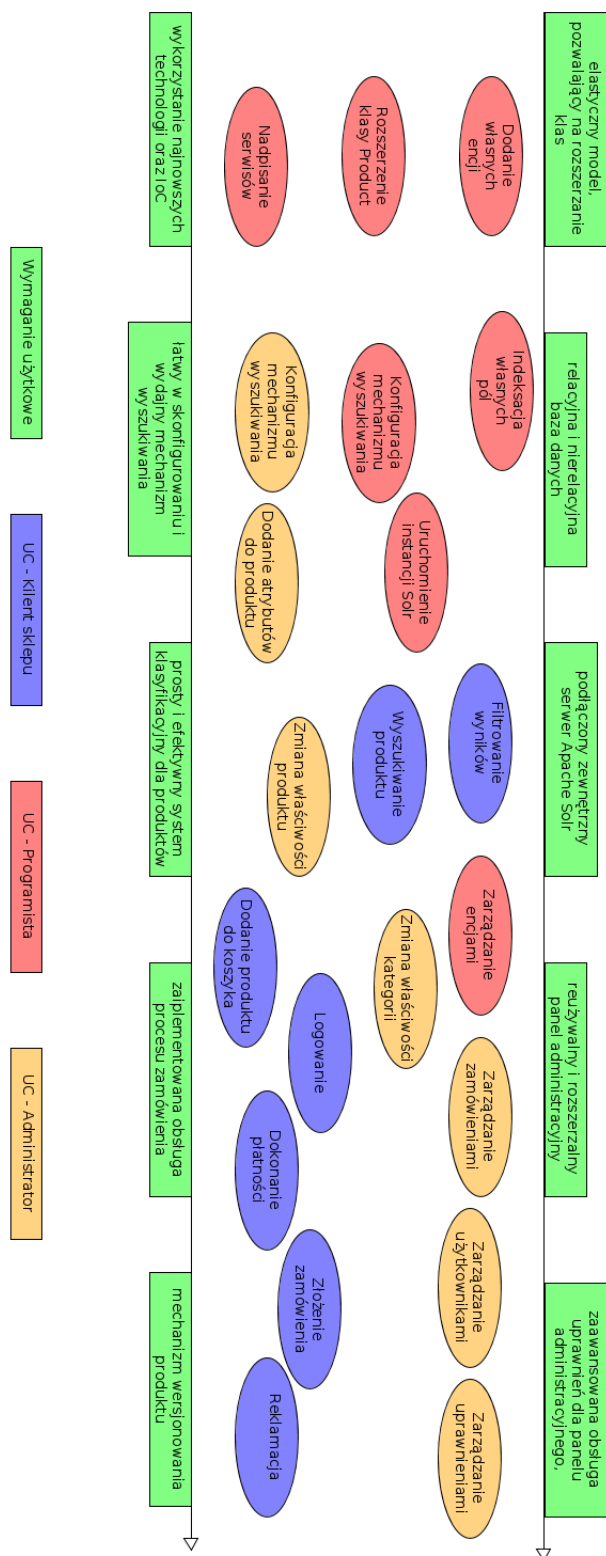 elastyczny model,
pozwalający na rozszerzanie
klas
relacyjna i nierelacyjna
baza danych
podłączony zewnętrzny
serwer Apache Solr
reużywalny i rozszerzalny
panel administracyjny
zaawansowana obsługa
uprawnień dla panelu
administracyjnego,
Dodanie
własnych
encji
Indeksacja
własnych
pól
Filtrowanie
wyników
Zarządzanie
encjami
Zarządzanie
zamówieniami
Zarządzanie
użytkownikami
Zarządzanie
uprawnieniami
Rozszerzenie
klasy Product
Konfiguracja
mechanizmu
wyszukiwania
Uruchomienie
instancji Solr
Wyszukiwanie
produktu
Zmiana właściwości
kategorii
Nadpisanie
serwisów
Konfiguracja
mechanizmu
wyszukiwania
Dodanie atrybutów
do produktu
Zmiana właściwości
produktu
Dodanie produktu
do koszyka
Logowanie
Dokonanie
płatności
Złożenie
zamówienia
Reklamacja
wykorzystanie najnowszych
technologii oraz IoC
łatwy w skonfigurowaniu i
wydajny mechanizm
wyszukiwania
prosty i efektywny system
klasyfikacyjny dla produktów
zaiplementowana obsługa
procesu zamówienia
mechanizm wersjonowania
produktu
Wymaganie użytkowe
UC - Kilent sklepu
UC - Programista
UC - Administrator